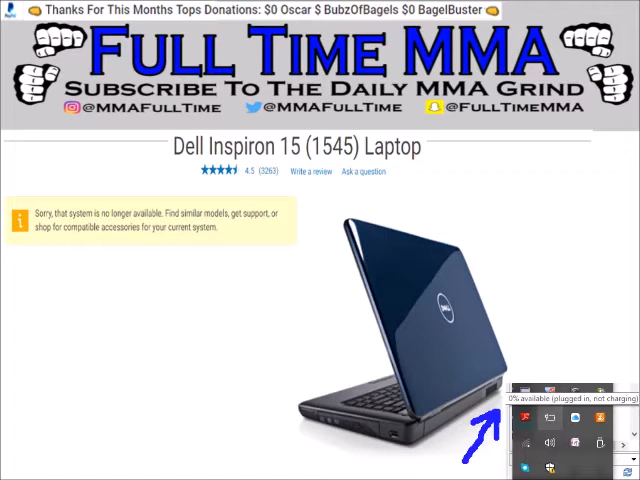 PayPal
Thanks For This Months Tops Donations: $0 Oscar $ BubzOfBagels $0 BagelBuster
FULL TIME MMA
SUBSCRIBE TO THE DAILY MMA GRIND
@MMAFULLTIME @MMAFULLTIME @FULLTIMEMMA
Dell Inspiron 15 (1545) Laptop
4.5 (3263) Write a review Ask a question
Sorry, that system is no longer available. Find similar models, get support, or
shop for compatible accessories for your current system.
DELL
0% available (plugged in, not charging)